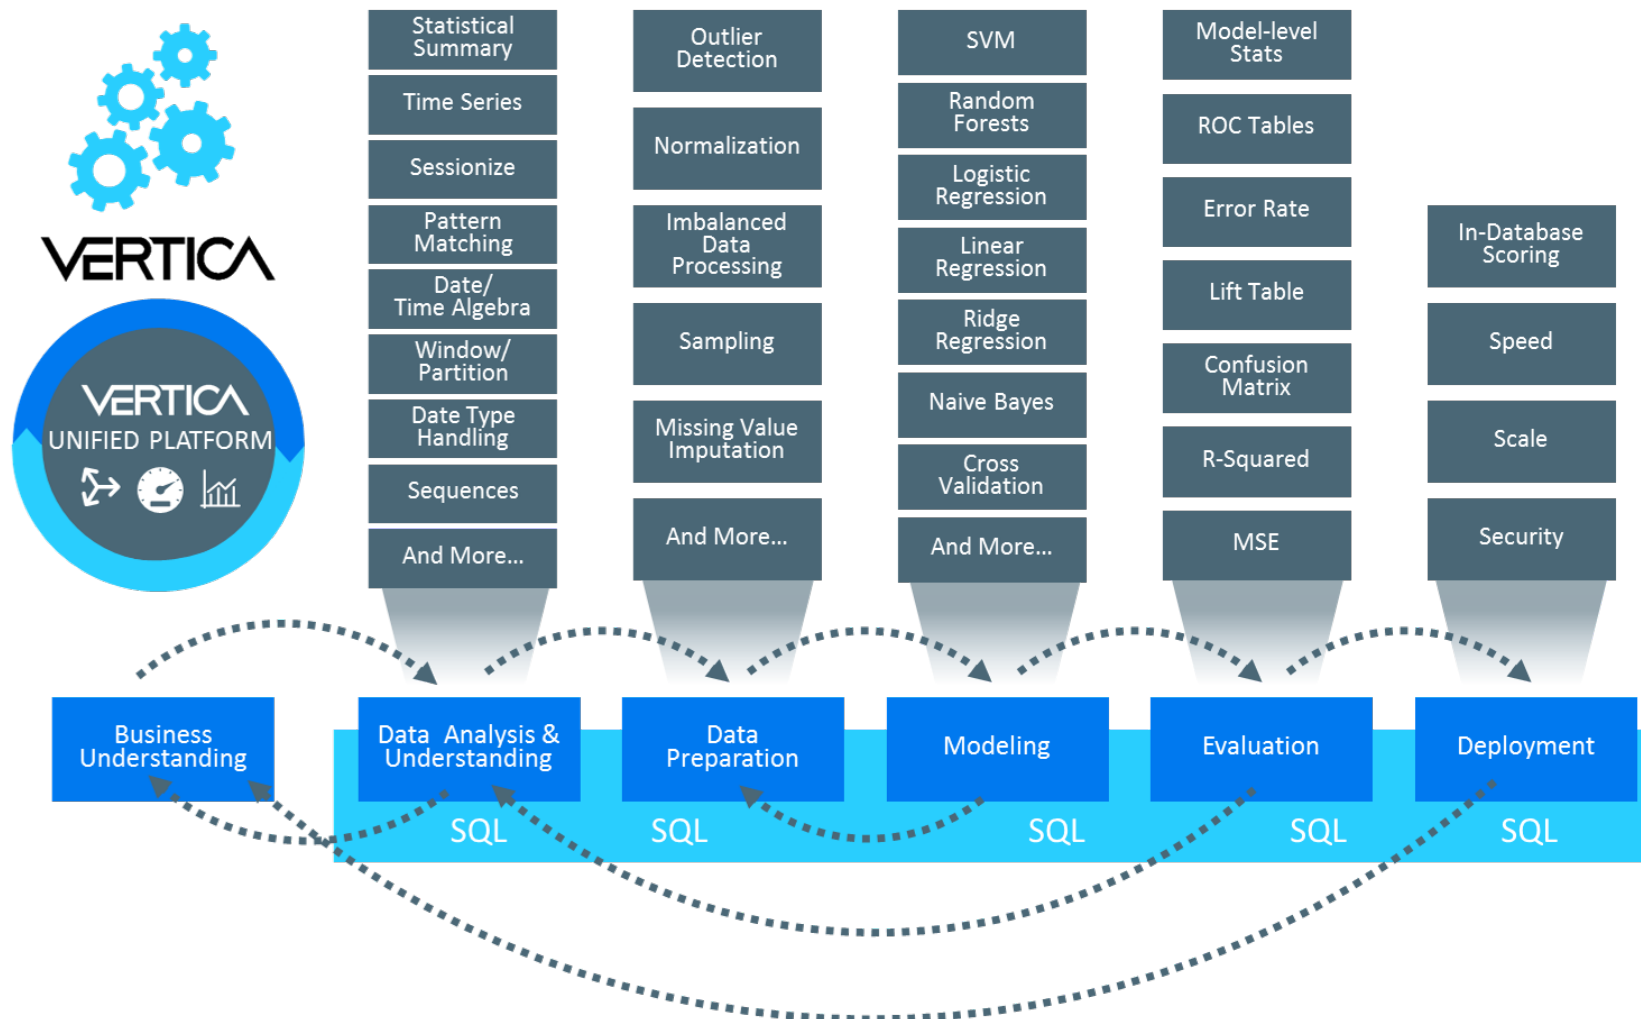 VERTICA
VERTICA
UNIFIED PLATFORM
Statistical
Summary
Time Series
Sessionize
Pattern
Matching
Date/
Time Algebra
Window/
Partition
Date Type
Handling
Sequences
And More...
Outlier
Detection
Normalization
Imbalanced
Data
Processing
Sampling
Missing Value
Imputation
And More...
SVM
Random
Forests
Logistic
Regression
Linear
Regression
Ridge
Regression
Naive Bayes
Cross
Validation
And More...
Model-level
Stats
ROC Tables
Error Rate
Lift Table
Confusion
Matrix
R-Squared
MSE
In-Database
Scoring
Speed
Scale
Security
Business
Understanding
Data Analysis &
Understanding
Data
Preparation
Modeling
Evaluation
Deployment
SQL
SQL
SQL
SQL
SQL